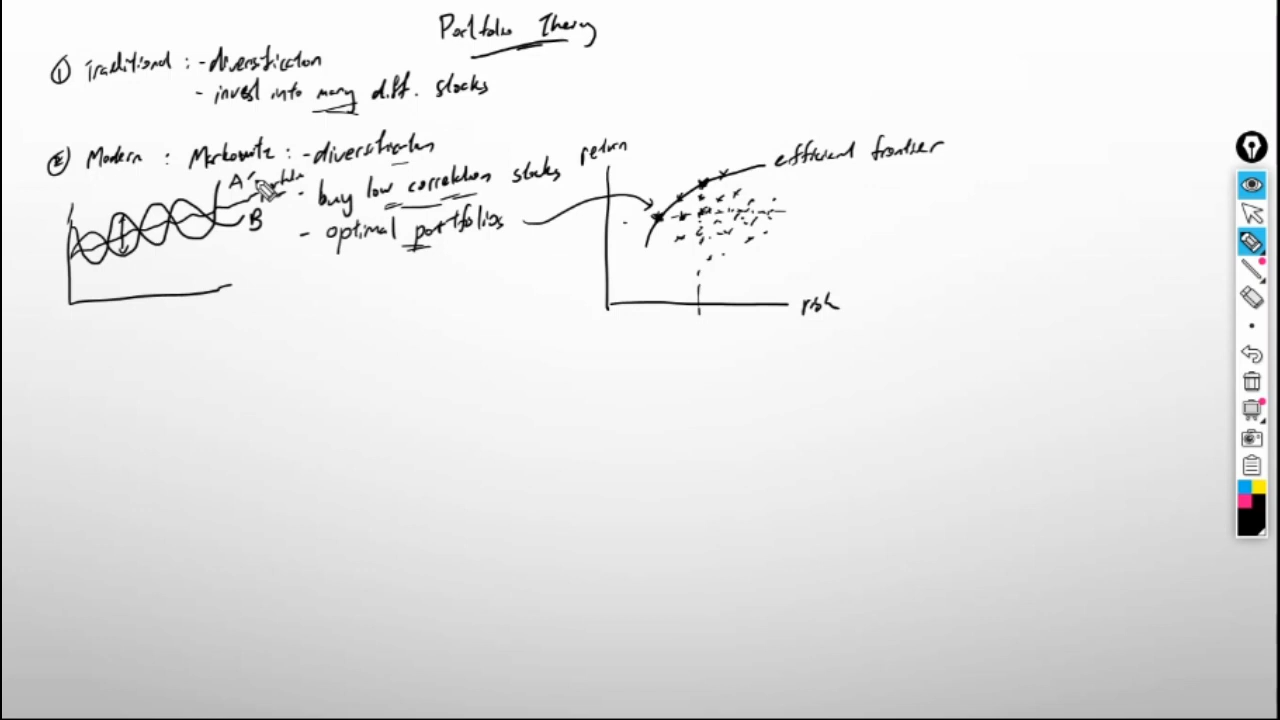 Portfolio Theory
① Traditional : - diversification
- invest into many diff. stocks
② Modern : Markowitz : - diversification
- buy low correlation stocks
- optimal portfolios
A
B
return
efficient frontier
risk